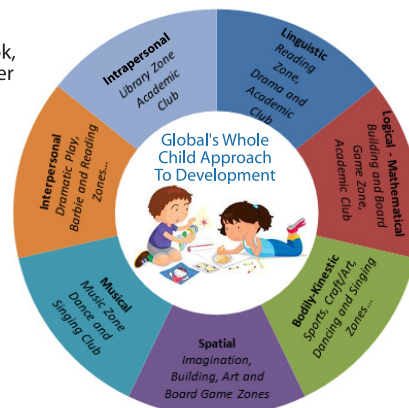 ok,
er
Global's Whole
Child Approach
To Development
Linguistic
Reading
Zone,
Drama and
Academic
Club
Logical - Mathematical
Building and Board
Game Zone,
Academic Club
Bodily-Kinestic
Sports, Craft/Art,
Dancing and Singing
Zones...
Spatial
Imagination,
Building, Art and
Board Game Zones
Musical
Music Zone
Dance and
Singing Club
Interpersonal
Dramatic Play,
Barbie and Reading
Zones...
Intrapersonal
Library Zone
Academic
Club